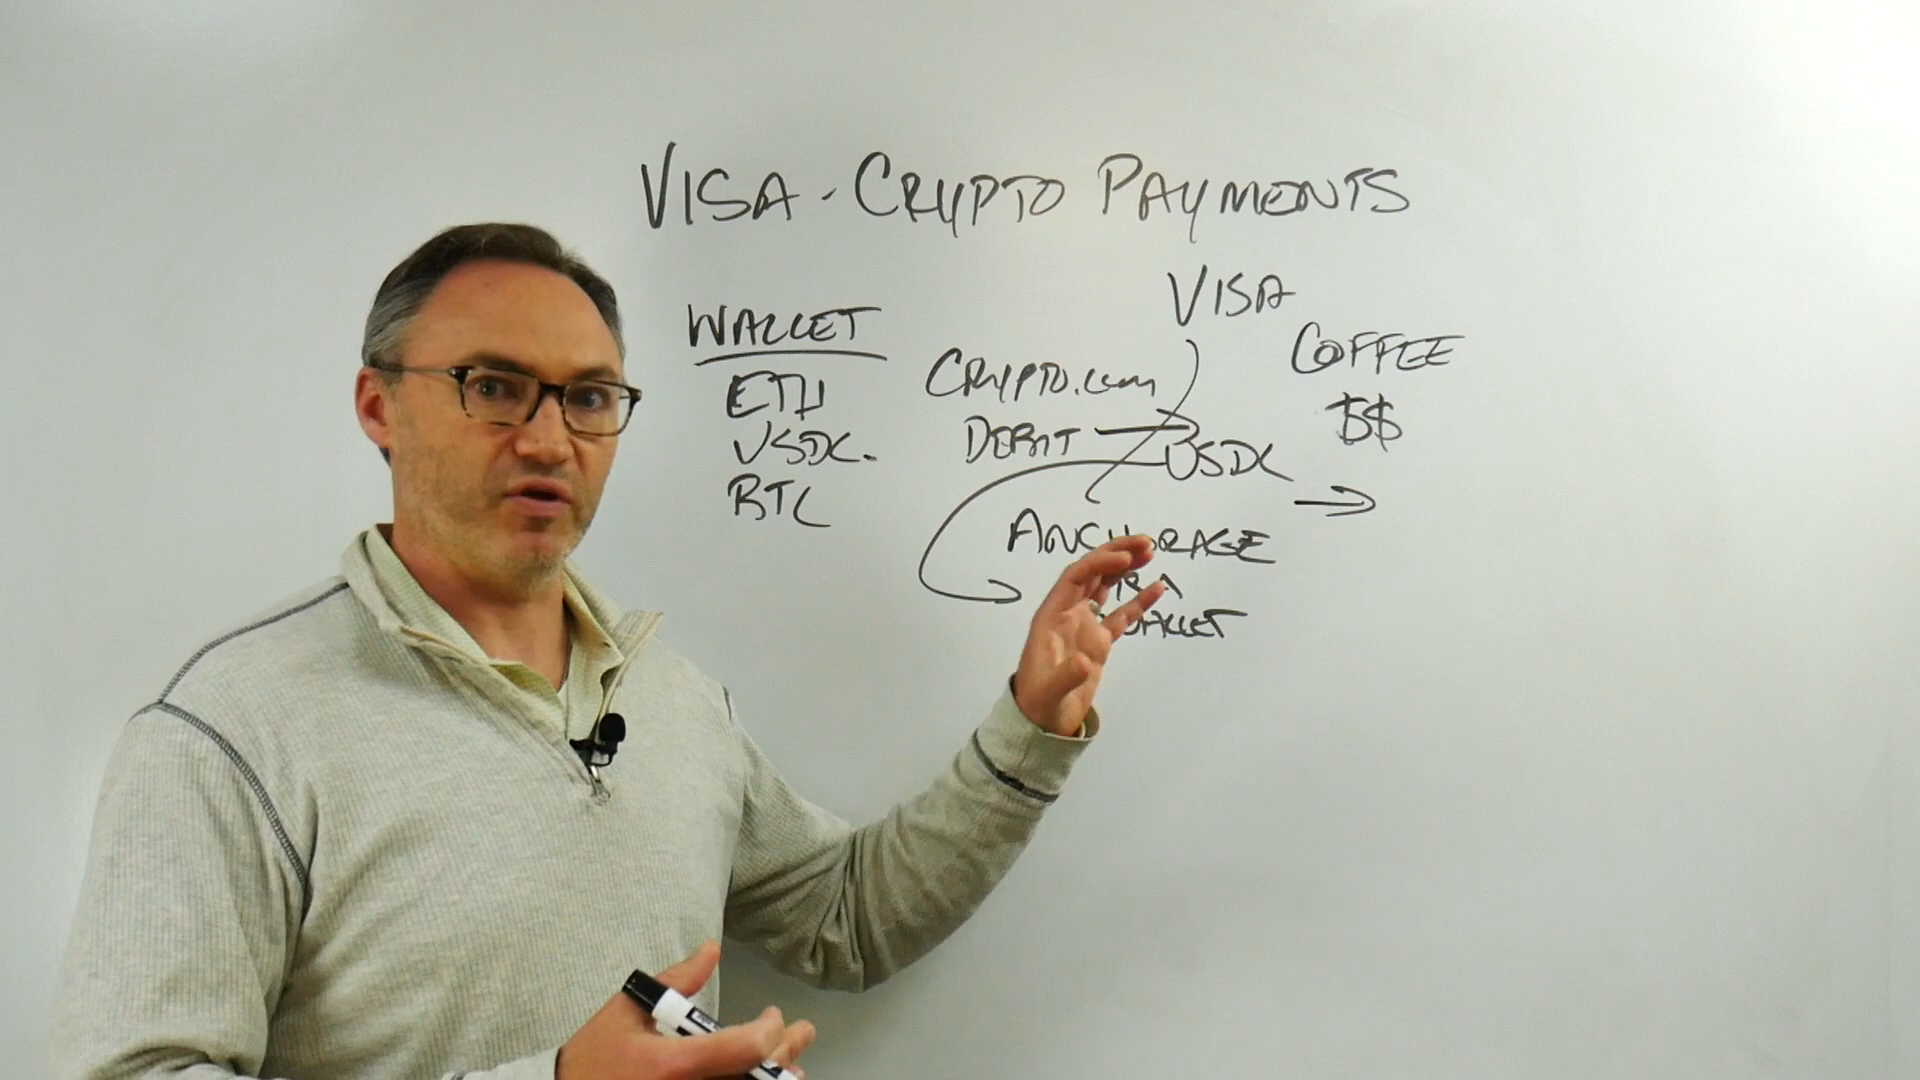 VISA - CRYPTO PAYMENTS
WALLET
ETH
USDC.
BTC
CRYPTO.com
DEBIT
VISA
USDC
COFFEE
$$
ANCHORAGE
WALLET